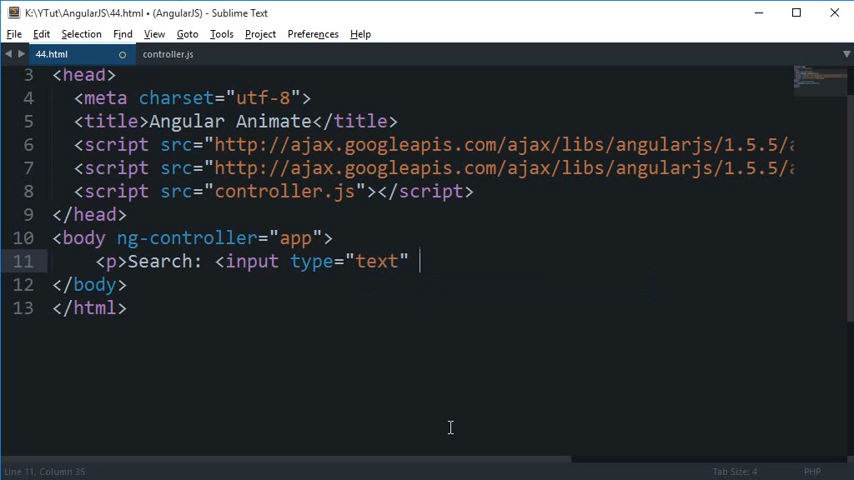 K:\YTut\AngularJS\44.html • (AngularJS) - Sublime Text
File Edit Selection Find View Goto Tools Project Preferences Help
44.html controller.js
3 <head>
4 <meta charset="utf-8">
5 <title>Angular Animate</title>
6 <script src="http://ajax.googleapis.com/ajax/libs/angularjs/1.5.5/a
7 <script src="http://ajax.googleapis.com/ajax/libs/angularjs/1.5.5/a
8 <script src="controller.js"></script>
9 </head>
10 <body ng-controller="app">
11 <p>Search: <input type="text"
12 </body>
13 </html>
Line 11, Column 35 Tab Size: 4 PHP